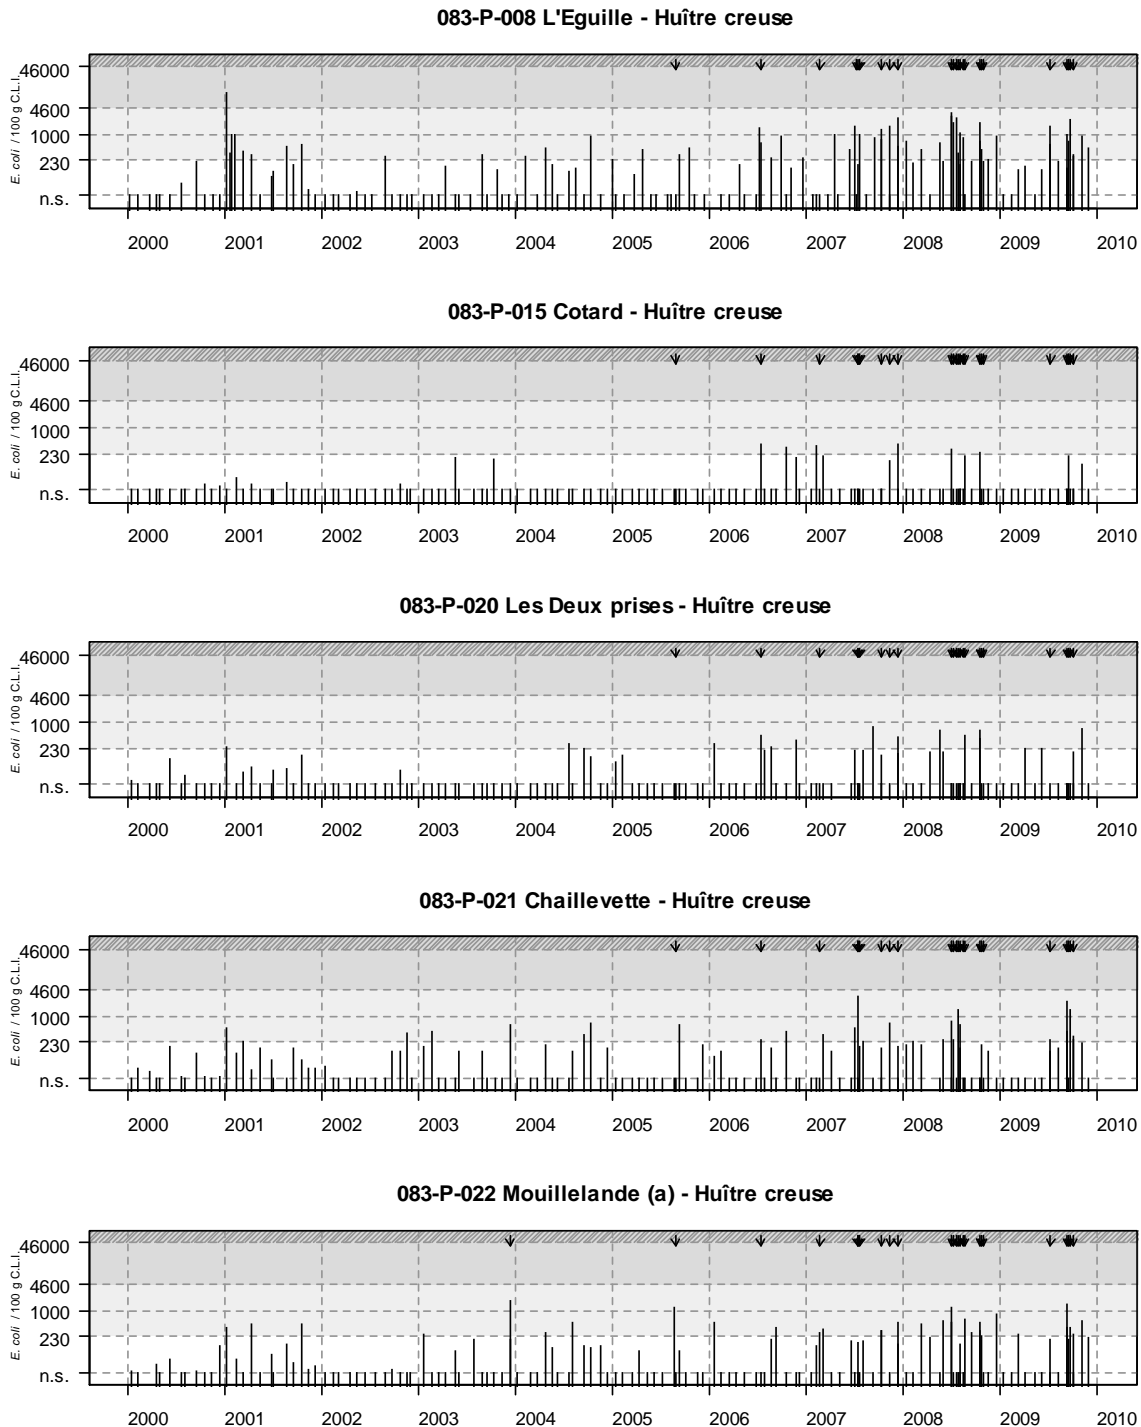 083-P-008 L'Eguille - Huître creuse
46000
4600
1000
230
n.s.
E. coli / 100 g C.L.I.
2000 2001 2002 2003 2004 2005 2006 2007 2008 2009 2010
083-P-015 Cotard - Huître creuse
46000
4600
1000
230
n.s.
E. coli / 100 g C.L.I.
2000 2001 2002 2003 2004 2005 2006 2007 2008 2009 2010
083-P-020 Les Deux prises - Huître creuse
46000
4600
1000
230
n.s.
E. coli / 100 g C.L.I.
2000 2001 2002 2003 2004 2005 2006 2007 2008 2009 2010
083-P-021 Chaillevette - Huître creuse
46000
4600
1000
230
n.s.
E. coli / 100 g C.L.I.
2000 2001 2002 2003 2004 2005 2006 2007 2008 2009 2010
083-P-022 Mouillelande (a) - Huître creuse
46000
4600
1000
230
n.s.
E. coli / 100 g C.L.I.
2000 2001 2002 2003 2004 2005 2006 2007 2008 2009 2010